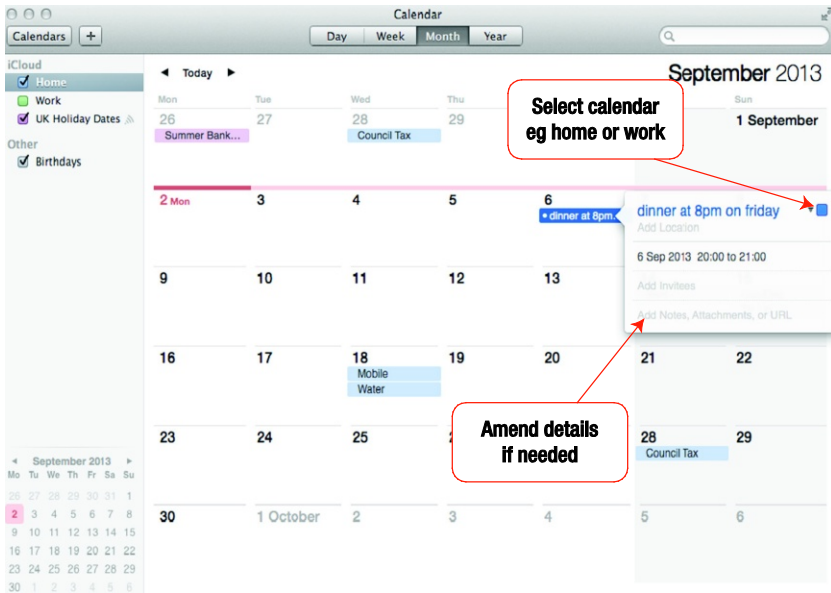 Calendar
Calendars + Day Week Month Year
iCloud
Home
Work
UK Holiday Dates
Other
Birthdays
Today
September 2013
Mon Tue Wed Thu Sun
26 27 28 29 1 September
Summer Bank... Council Tax
Select calendar
eg home or work
2 Mon 3 4 5 6
dinner at 8pm.
dinner at 8pm on friday
Add Location
6 Sep 2013 20:00 to 21:00
Add Invitees
Add Notes, Attachments, or URL
9 10 11 12 13
16 17 18 19 20 21 22
Mobile
Water
Amend details
if needed
23 24 25 28 29
Council Tax
30 1 October 2 3 4 5 6
September 2013
Mo Tu We Th Fr Sa Su
26 27 28 29 30 31 1
2 3 4 5 6 7 8
9 10 11 12 13 14 15
16 17 18 19 20 21 22
23 24 25 26 27 28 29
30 1 2 3 4 5 6